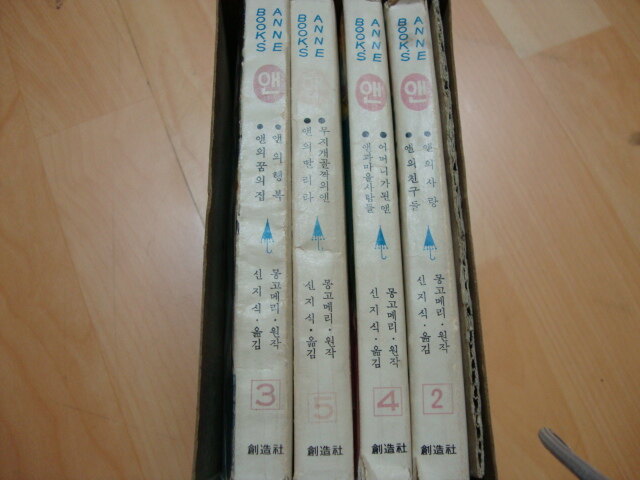 ANNE
BOOKS
앤
앤의 행복
앤의 꿈의 집
몽고메리·원작
신지식·옮김
3
創造社
ANNE
BOOKS
무지개골짜기의 앤
앤의 딸 리라
몽고메리·원작
신지식·옮김
5
創造社
ANNE
BOOKS
앤
어머니가 된 앤
앤과 마을 사람들
몽고메리·원작
신지식·옮김
4
創造社
ANNE
BOOKS
앤
앤의 사랑
앤의 친구들
몽고메리·원작
신지식·옮김
2
創造社